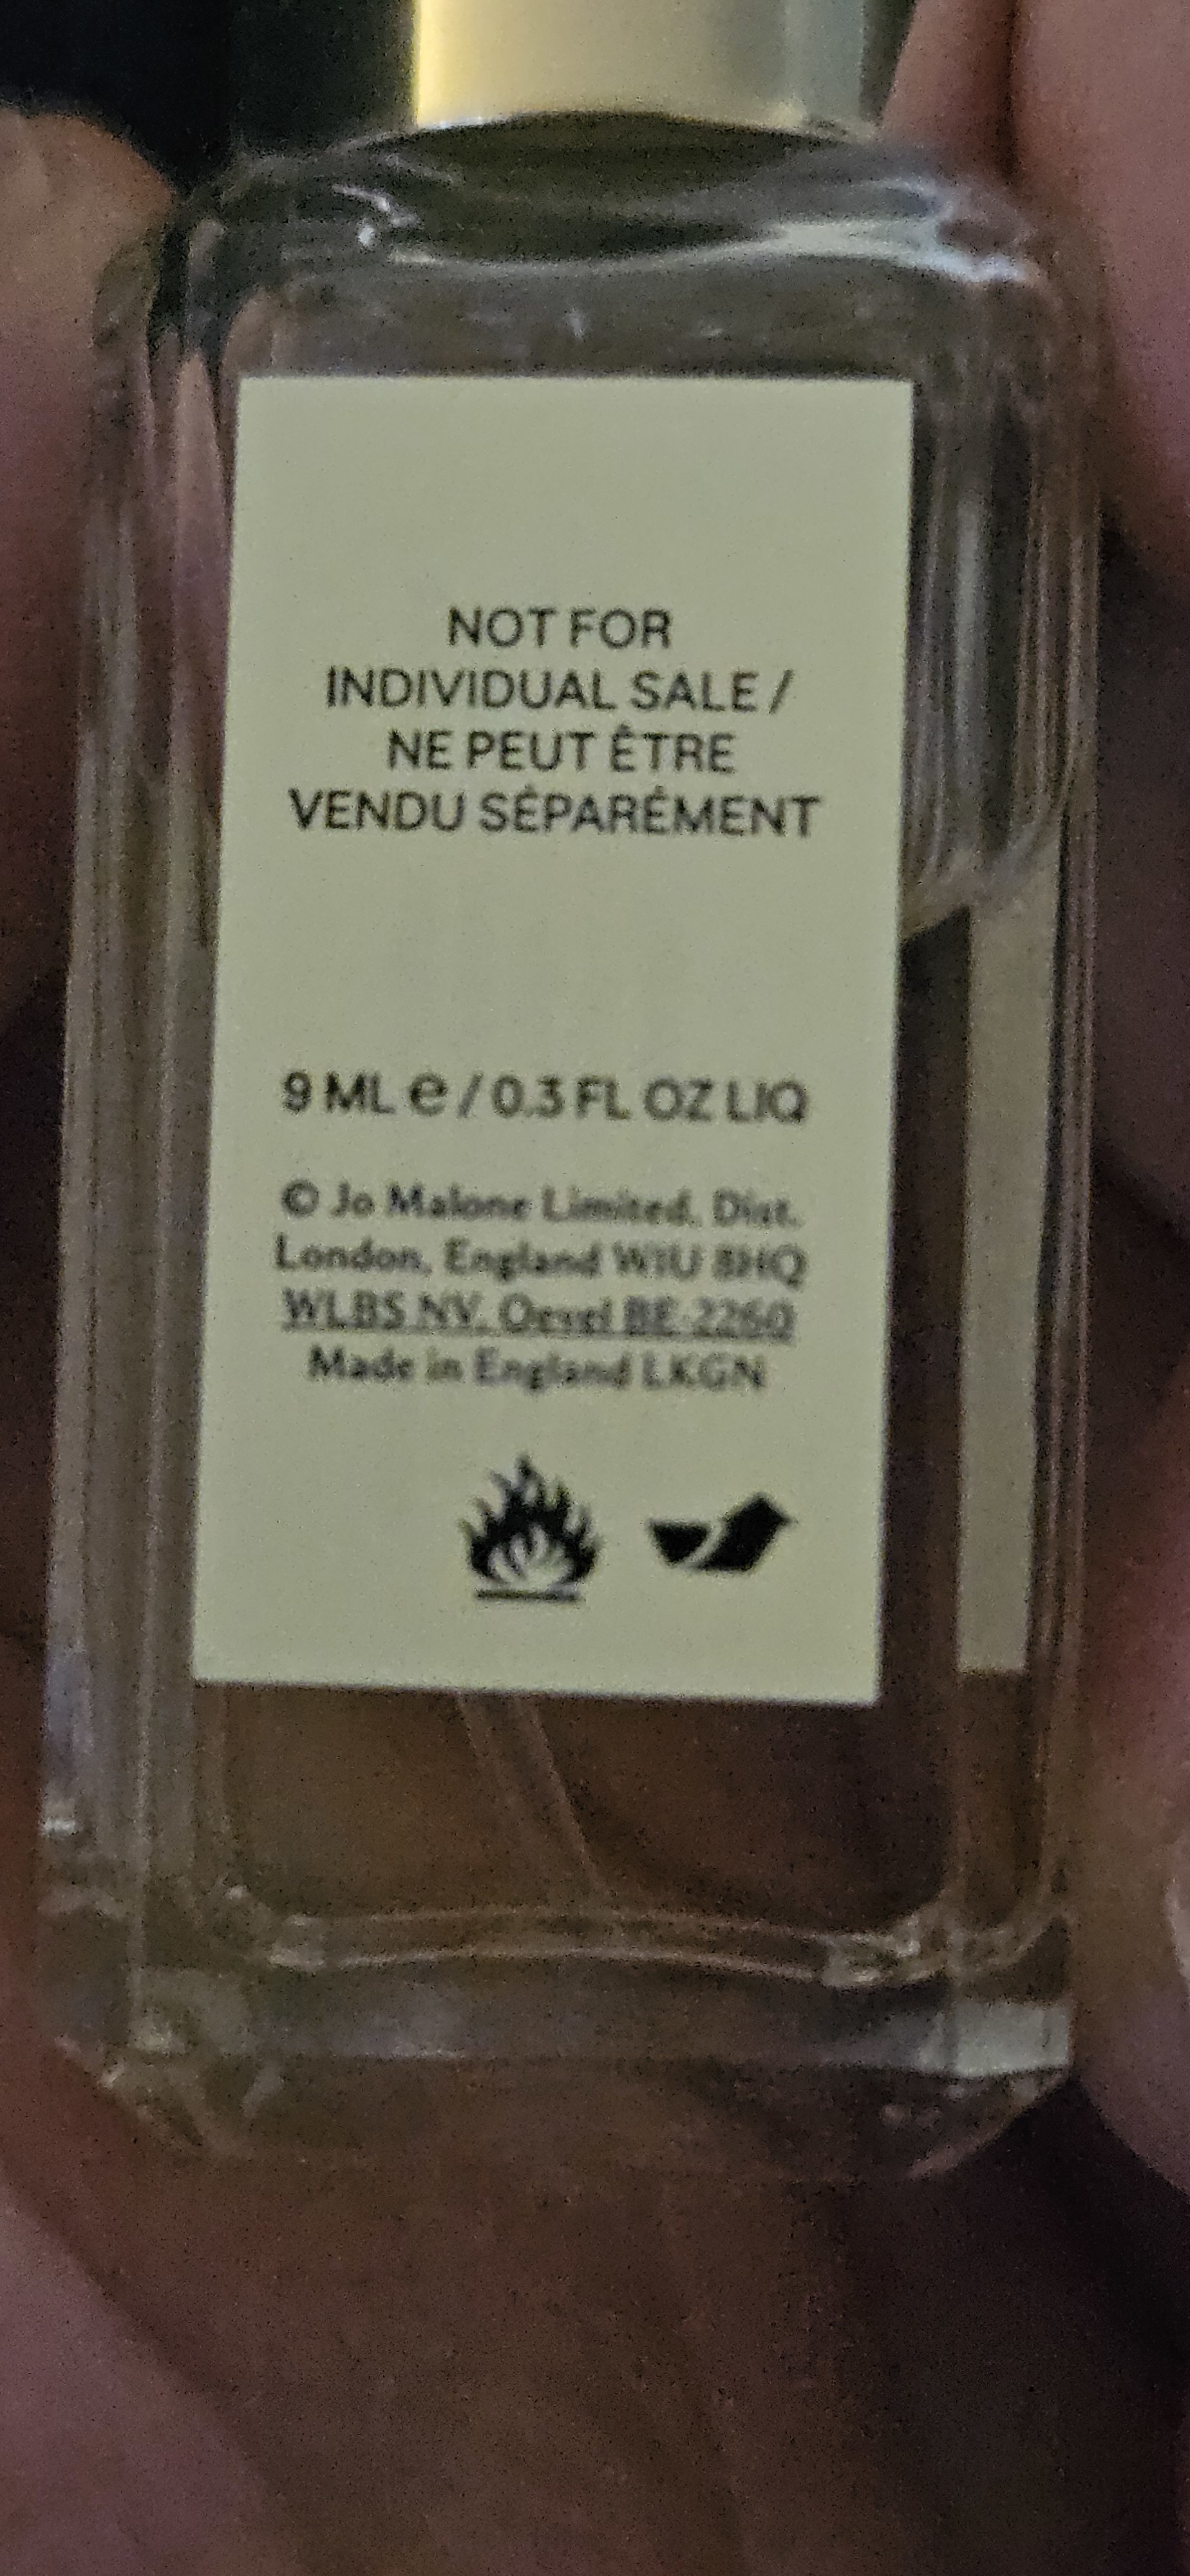 NOT FOR
INDIVIDUAL SALE /
NE PEUT ÊTRE
VENDU SÉPARÉMENT
9 ML e / 0.3 FL OZ LIQ
© Jo Malone Limited, Dist.
London, England W1U 8HQ
WLBS NV, Oevel BE-2260
Made in England LKGN